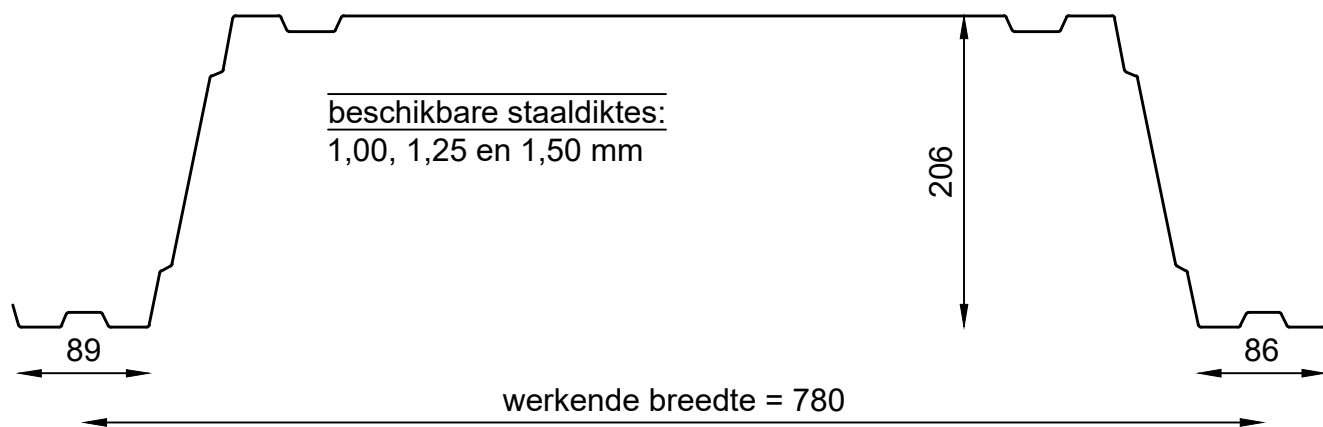 beschikbare staaldiktes:
1,00, 1,25 en 1,50 mm
206
89
86
werkende breedte = 780